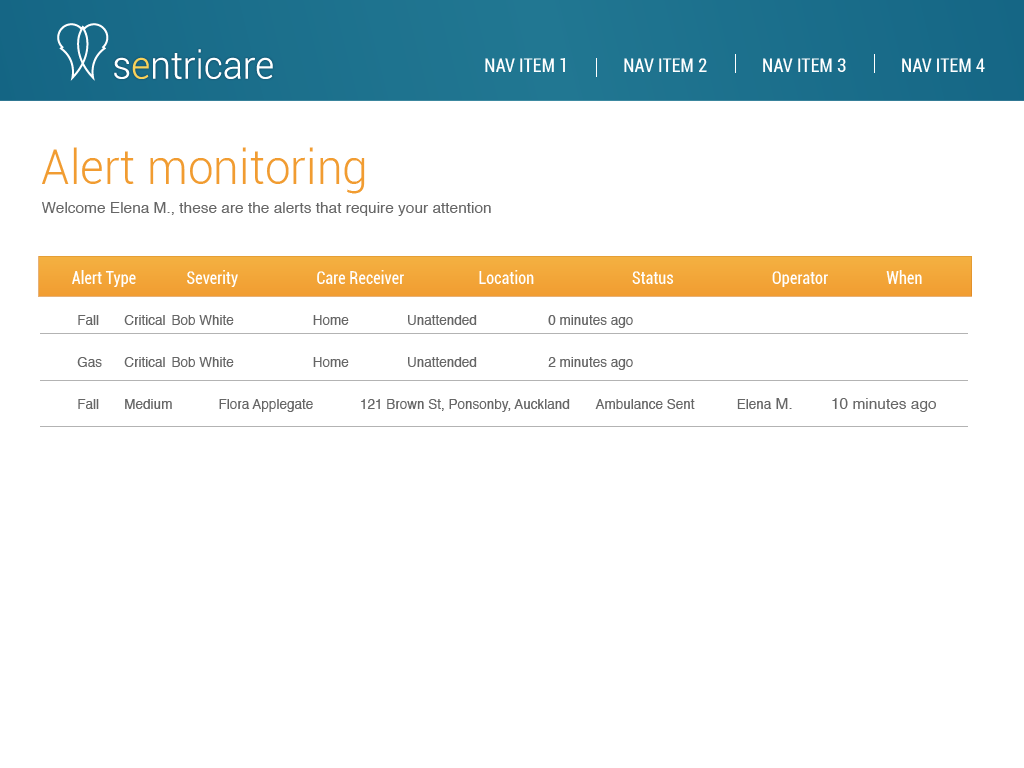 sentricare NAV ITEM 1 NAV ITEM 2 NAV ITEM 3 NAV ITEM 4
Alert monitoring
Welcome Elena M., these are the alerts that require your attention
Alert Type Severity Care Receiver Location Status Operator When
Fall Critical Bob White Home Unattended 0 minutes ago
Gas Critical Bob White Home Unattended 2 minutes ago
Fall Medium Flora Applegate 121 Brown St, Ponsonby, Auckland Ambulance Sent Elena M. 10 minutes ago